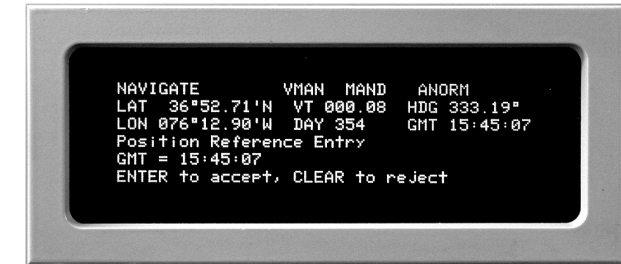 NAVIGATE VMAN MAND ANORM
LAT 36°52.71'N VT 000.08 HDG 333.19°
LON 076°12.90'W DAY 354 GMT 15:45:07
Position Reference Entry
GMT = 15:45:07
ENTER to accept, CLEAR to reject